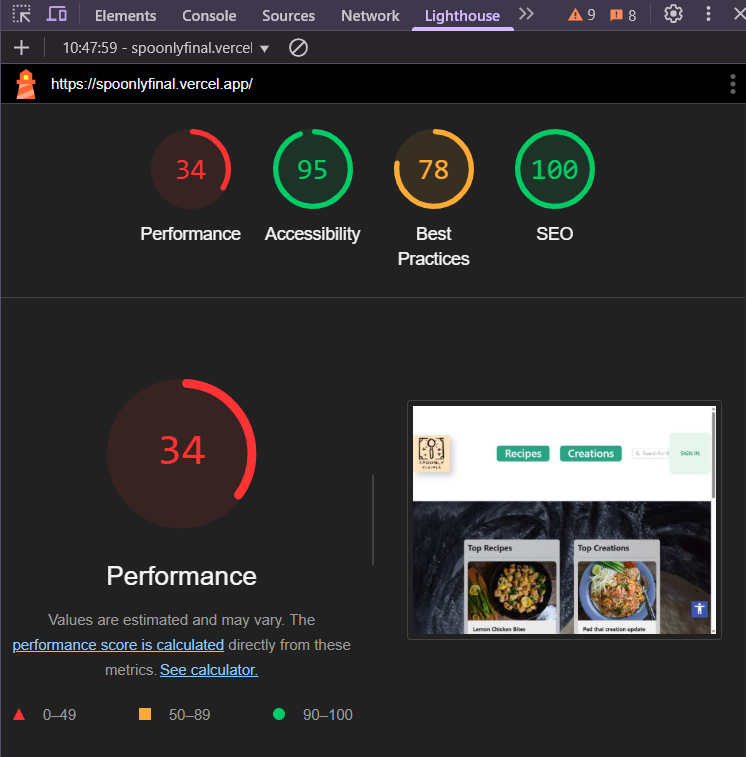 Elements Console Sources Network Lighthouse 9 8
10:47:59 - spoonlyfinal.vercel
https://spoonlyfinal.vercel.app/
34 95 78 100
Performance Accessibility Best Practices SEO
34
Performance
Values are estimated and may vary. The
performance score is calculated directly from these
metrics. See calculator.
0–49 50–89 90–100
SPOONLY
RECIPES
Recipes Creations Search for SIGN IN
Top Recipes Top Creations
Lemon Chicken Bites Pad thai creation update